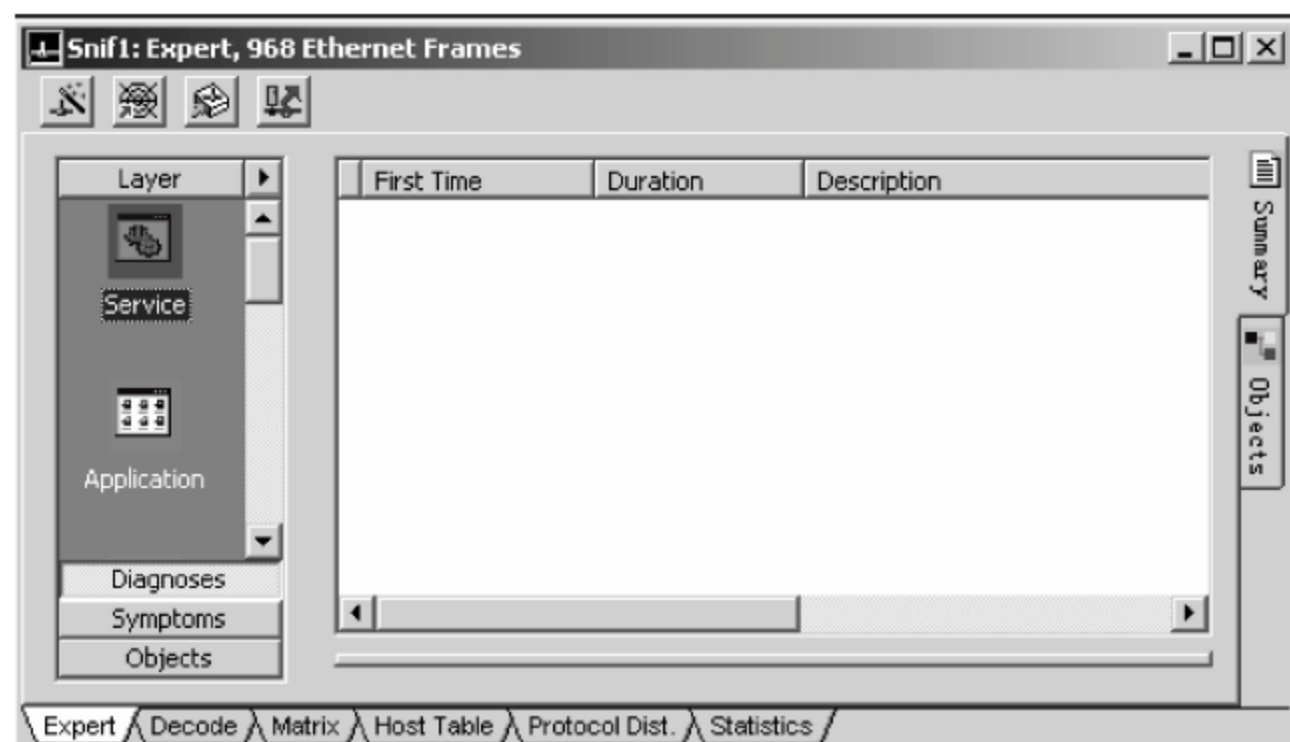 Snif1: Expert, 968 Ethernet Frames
Layer
First Time Duration Description
Service
Application
Diagnoses
Symptoms
Objects
Summary
Objects
Expert Decode Matrix Host Table Protocol Dist. Statistics